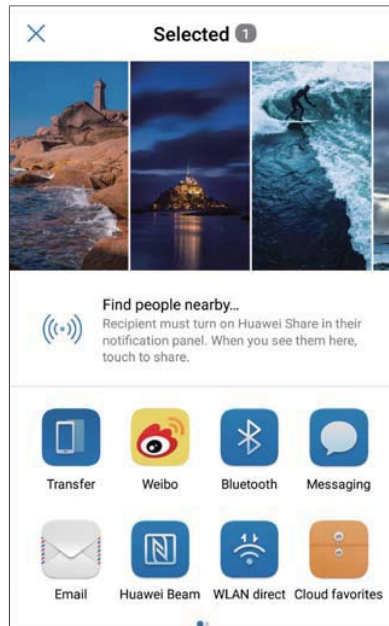 Selected 1
Find people nearby...
Recipient must turn on Huawei Share in their
notification panel. When you see them here,
touch to share.
Transfer Weibo Bluetooth Messaging
Email Huawei Beam WLAN direct Cloud favorites